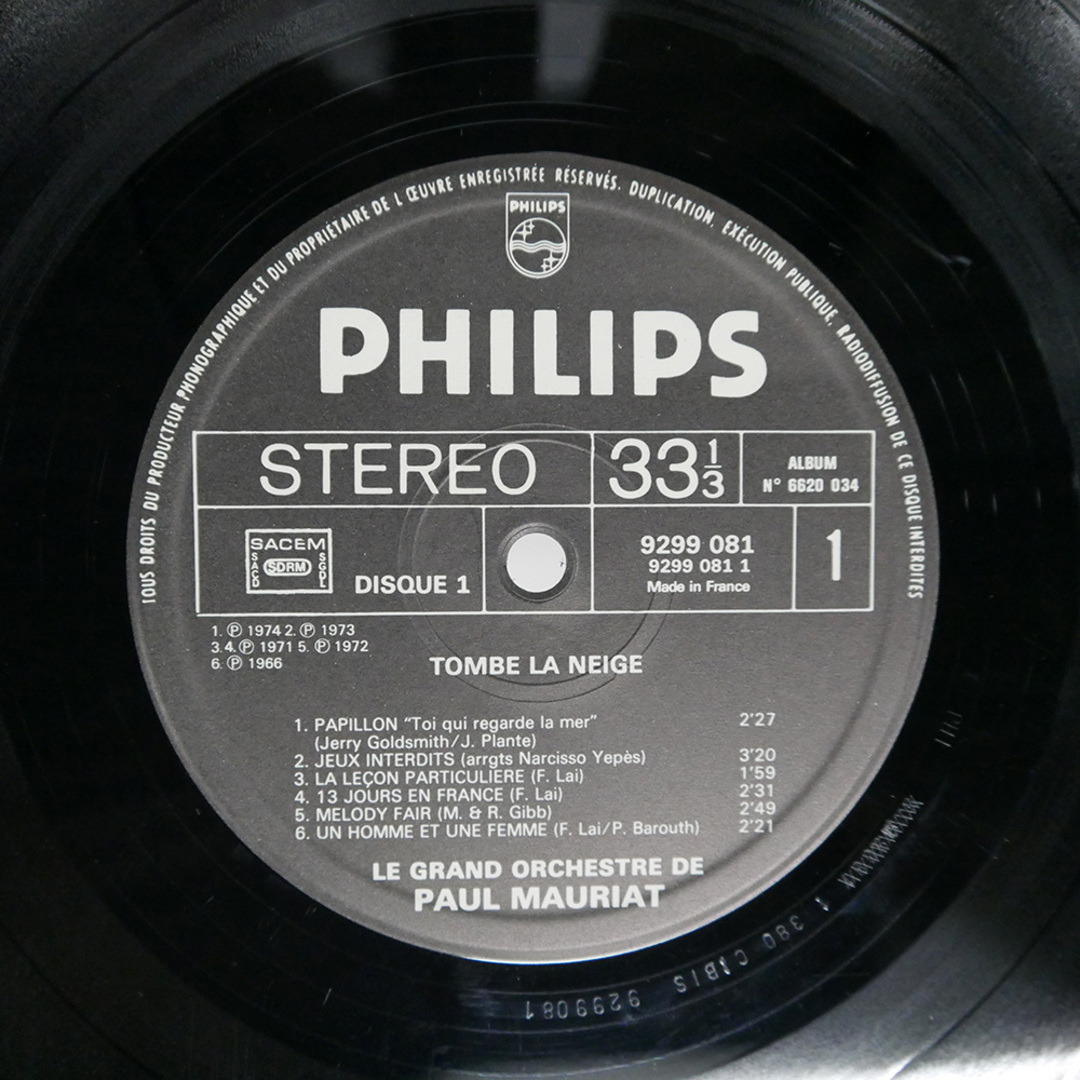 TOUS DROITS DU PRODUCTEUR PHONOGRAPHIQUE ET DU PROPRIÉTAIRE DE L ŒUVRE ENREGISTRÉE RÉSERVÉS. DUPLICATION, EXÉCUTION PUBLIQUE, RADIODIFFUSION DE CE DISQUE INTERDITES
PHILIPS
PHILIPS
STEREO 33 1/3 ALBUM
N° 6620 034
SACEM
SACD SDRM SGDL
DISQUE 1
9299 081
9299 081 1
Made in France
1
1. ℗ 1974 2. ℗ 1973
3.4. ℗ 1971 5. ℗ 1972
6. ℗ 1966
TOMBE LA NEIGE
1. PAPILLON “Toi qui regarde la mer” 2'27
(Jerry Goldsmith/J. Plante)
2. JEUX INTERDITS (arrgts Narcisso Yepès) 3'20
3. LA LEÇON PARTICULIERE (F. Lai) 1'59
4. 13 JOURS EN FRANCE (F. Lai) 2'31
5. MELODY FAIR (M. & R. Gibb) 2'49
6. UN HOMME ET UNE FEMME (F. Lai/P. Barouth) 2'21
LE GRAND ORCHESTRE DE
PAUL MAURIAT
1 380
9299081